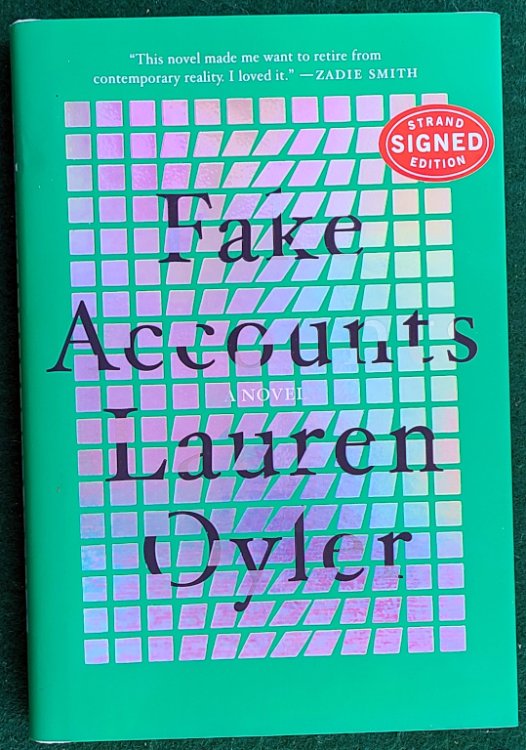 “This novel made me want to retire from
contemporary reality. I loved it.” —ZADIE SMITH
STRAND
SIGNED
EDITION
Fake
Accounts
A NOVEL
Lauren
Oyler